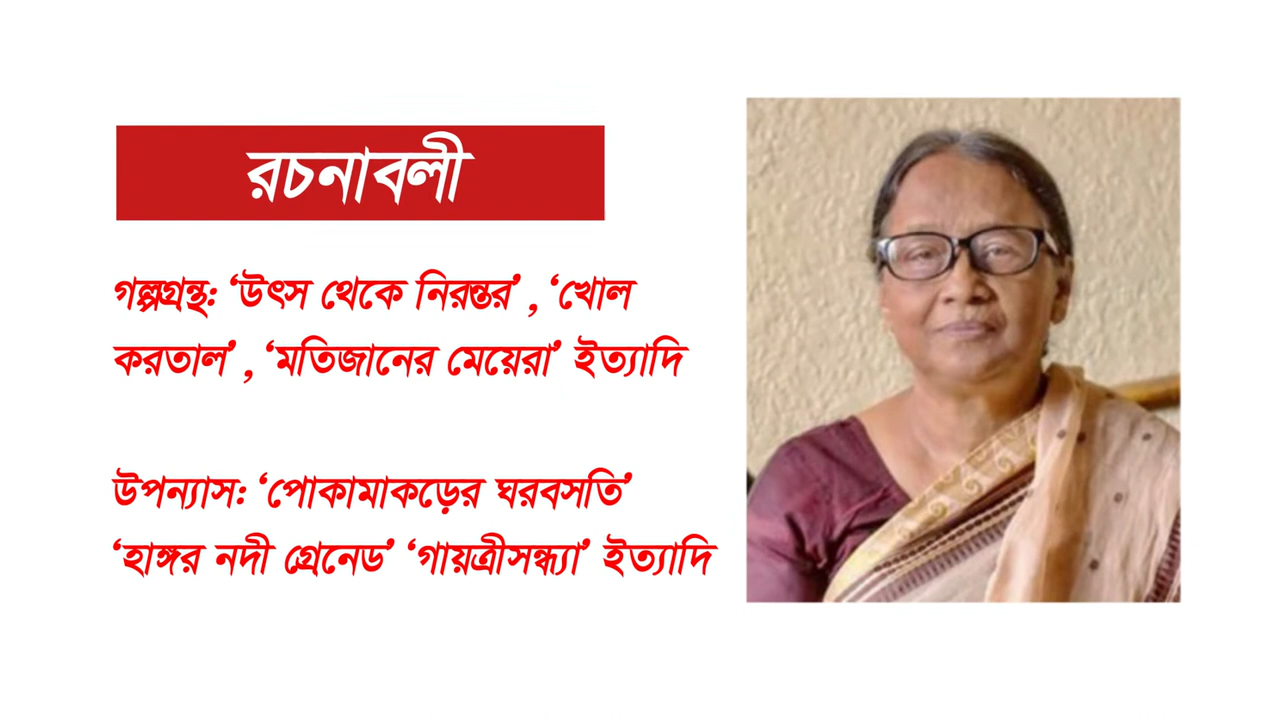 রচনাবলী
গল্পগ্রন্থ: ‘উৎস থেকে নিরন্তর’ , ‘খোল
করতাল’ , ‘মতিজানের মেয়েরা’ ইত্যাদি
উপন্যাস: ‘পোকামাকড়ের ঘরবসতি’
‘হাঙ্গর নদী গ্রেনেড’ ‘গায়ত্রীসন্ধ্যা’ ইত্যাদি